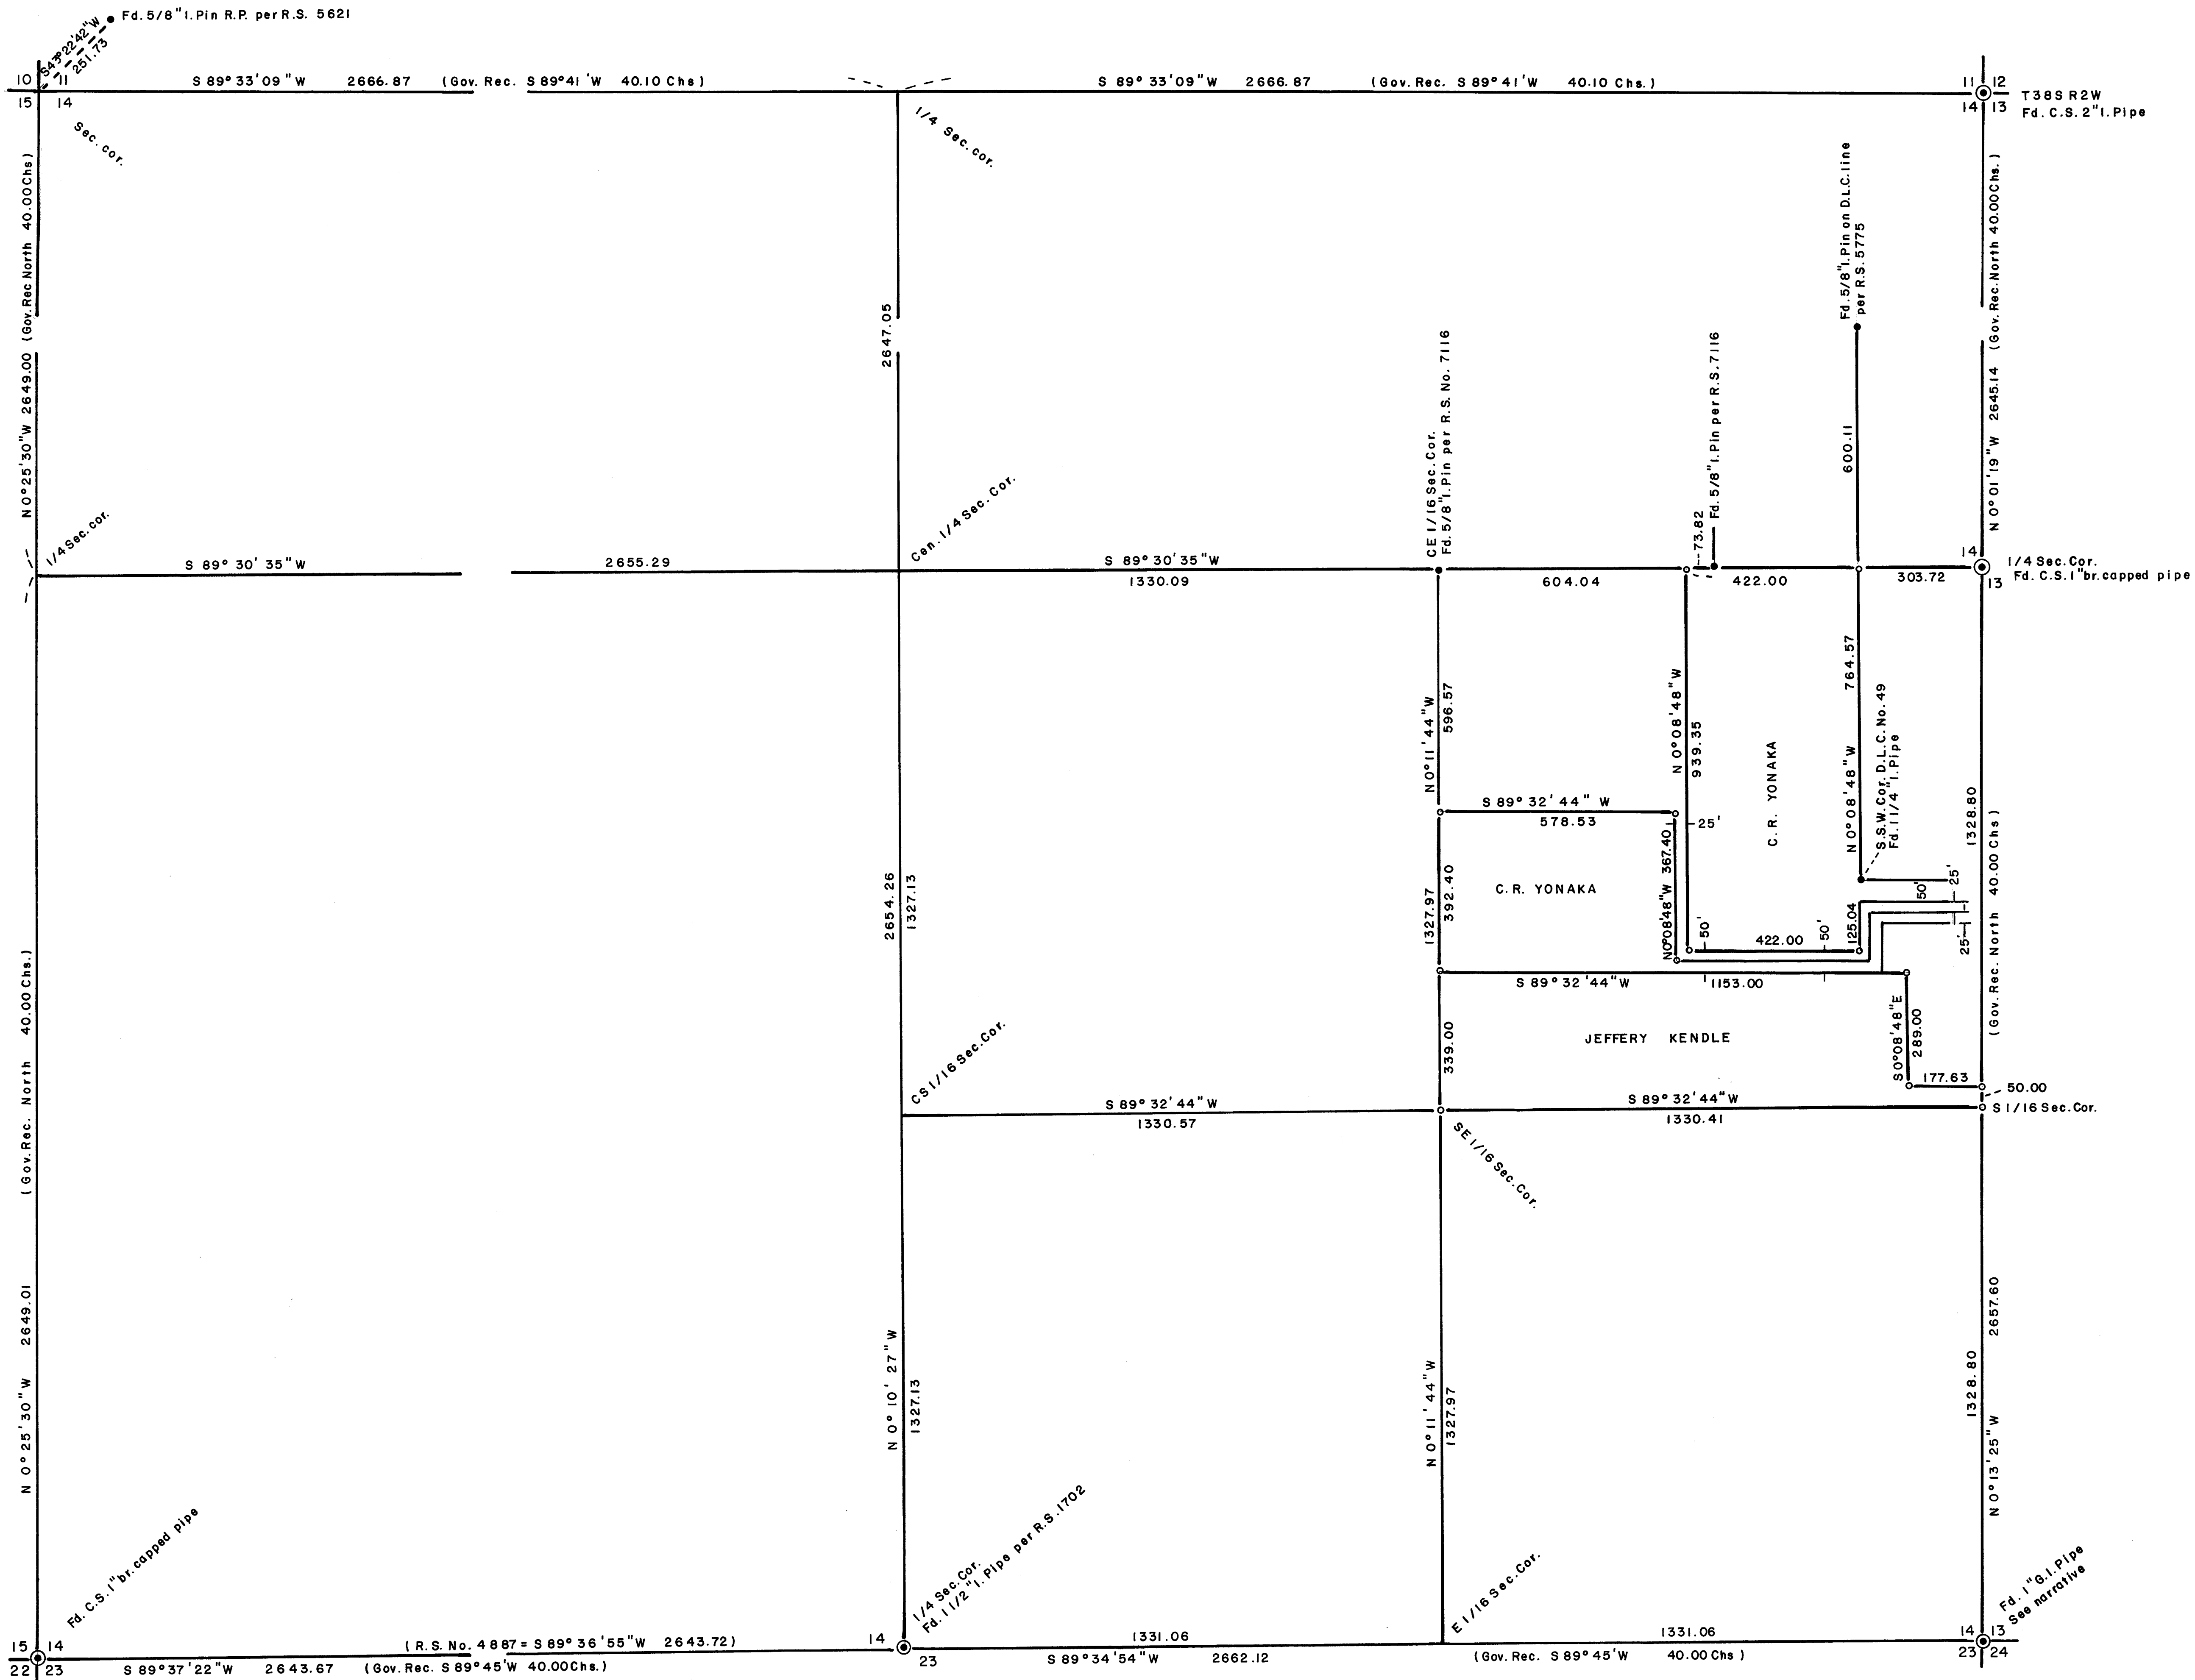 Fd. 5/8" I. Pin R.P. per R.S. 5621
S43°22'42"W
251.73
10 11
15 14
Sec. cor.
S 89°33'09"W 2666.87 (Gov. Rec. S 89°41'W 40.10 Chs)
1/4 Sec. cor.
S 89°33'09"W 2666.87 (Gov. Rec. S 89°41'W 40.10 Chs.)
11 12
14 13
T38S R2W
Fd. C.S. 2" I. Pipe
N 0°25'30"W 2649.00 (Gov. Rec North 40.00 Chs)
2647.05
Fd. 5/8" I. Pin on D.L.C. line
per R.S. 5775
600.11
N 0°01'19"W 2645.14 (Gov. Rec. North 40.00 Chs.)
CE 1/16 Sec. Cor.
Fd. 5/8" I. Pin per R.S. No. 7116
Fd. 5/8" I. Pin per R.S. 7116
73.82
1/4 Sec. cor.
S 89°30'35"W
2655.29
Cen. 1/4 Sec. Cor.
S 89°30'35"W
1330.09
604.04
422.00
303.72
14
13
1/4 Sec. Cor.
Fd. C.S. 1" br. capped pipe
N 0°11'44"W
596.57
N 0°08'48"W
939.35
C. R. YONAKA
764.57
N 0°08'48"W
S.S.W. Cor. D.L.C. No. 49
Fd. 1 1/4" I. Pipe
1328.80
(Gov. Rec. North 40.00 Chs)
S 89°32'44"W
578.53
25'
N 0°08'48"W 367.40
C. R. YONAKA
1327.97
392.40
50'
422.00
50'
125.04
50'
25'
25'
2654.26
1327.13
S 89°32'44"W
1153.00
JEFFERY KENDLE
339.00
S 0°08'48"E
289.00
177.63
50.00
S 1/16 Sec. Cor.
CS 1/16 Sec. Cor.
S 89°32'44"W
1330.57
S 89°32'44"W
1330.41
SE 1/16 Sec. Cor.
(Gov. Rec. North 40.00 Chs.)
N 0°25'30"W 2649.01
N 0°10'27"W
1327.13
N 0°11'44"W
1327.97
2657.60
1328.80
N 0°13'25"W
Fd. C.S. 1" br. capped pipe
1/4 Sec. Cor.
Fd. 1 1/2" I. Pipe per R.S. 1702
E 1/16 Sec. Cor.
Fd. 1" G.I. Pipe
See narrative
15 14
22 23
(R.S. No. 4887 = S 89°36'55"W 2643.72)
S 89°37'22"W 2643.67 (Gov. Rec. S 89°45'W 40.00 Chs.)
14
23
1331.06
S 89°34'54"W 2662.12
1331.06
(Gov. Rec. S 89°45'W 40.00 Chs)
14 13
23 24